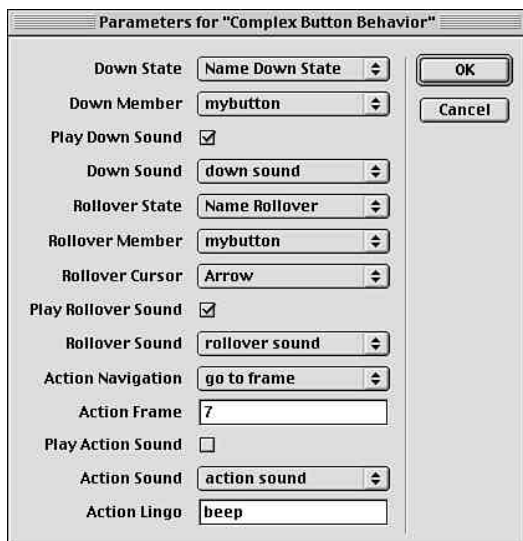 Parameters for "Complex Button Behavior"
Down State Name Down State OK
Down Member mybutton Cancel
Play Down Sound
Down Sound down sound
Rollover State Name Rollover
Rollover Member mybutton
Rollover Cursor Arrow
Play Rollover Sound
Rollover Sound rollover sound
Action Navigation go to frame
Action Frame 7
Play Action Sound
Action Sound action sound
Action Lingo beep